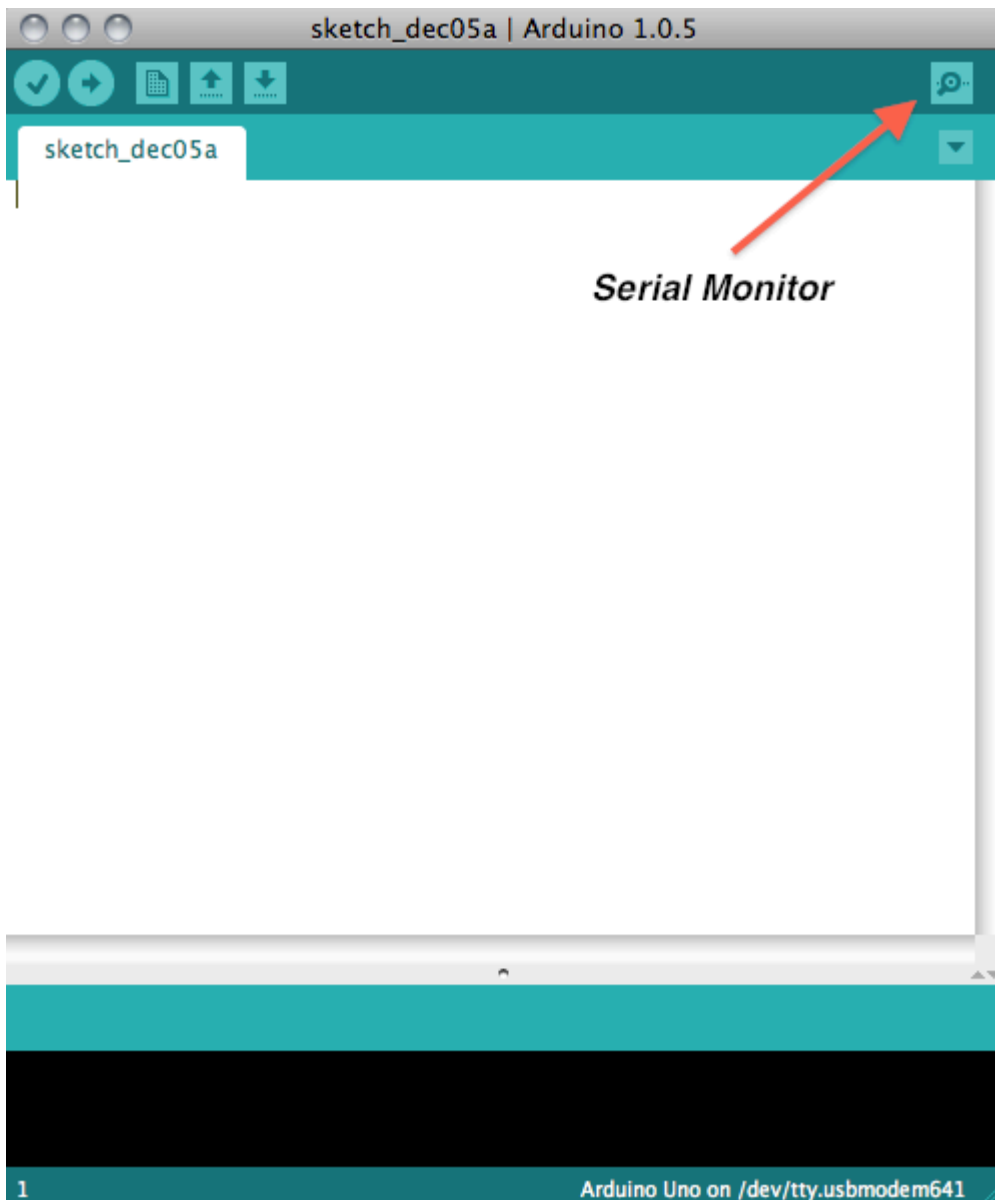 sketch_dec05a | Arduino 1.0.5
sketch_dec05a
Serial Monitor
1
Arduino Uno on /dev/tty.usbmodem641